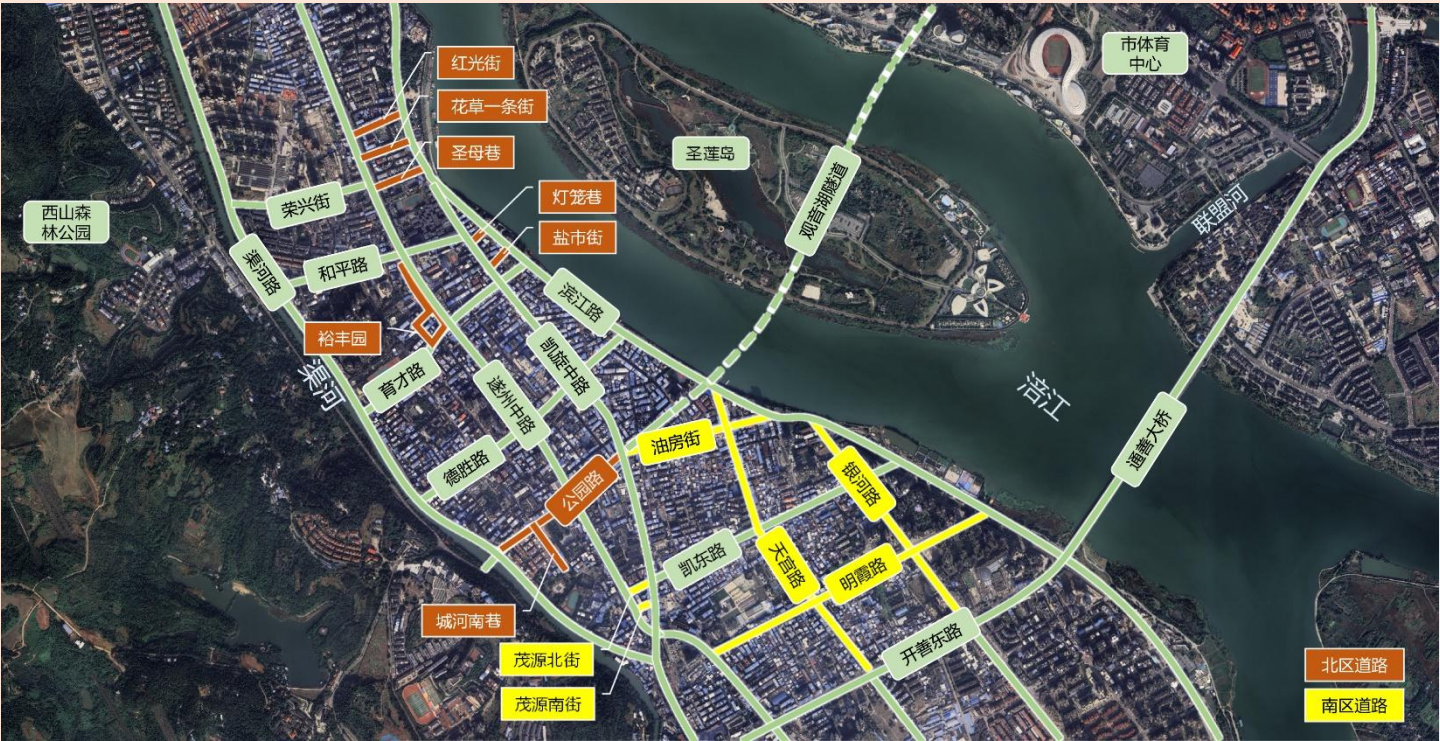 红光街
花草一条街
圣母巷
市体育
中心
圣莲岛
灯笼巷
盐市街
西山森
林公园
荣兴街
观音湖隧道
联盟河
渠河路
和平路
滨江路
裕丰园
凯旋中路
育才路
遂州中路
渠河
涪江
通善大桥
油房街
德胜路
公园路
银河路
凯东路
天宫路
明霞路
城河南巷
开善东路
茂源北街
茂源南街
北区道路
南区道路